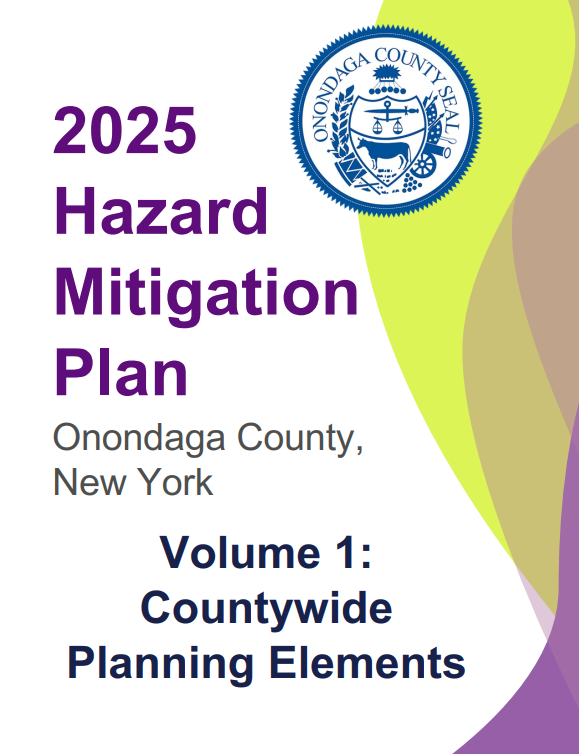 ONONDAGA COUNTY SEAL
2025
Hazard
Mitigation
Plan
Onondaga County,
New York
Volume 1:
Countywide
Planning Elements